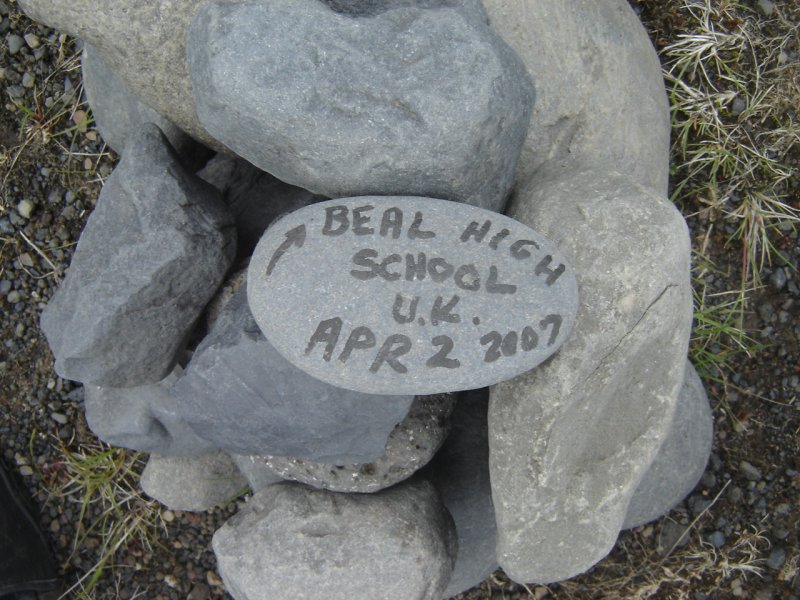 BEAL HIGH
SCHOOL
U.K.
APR 2 2007